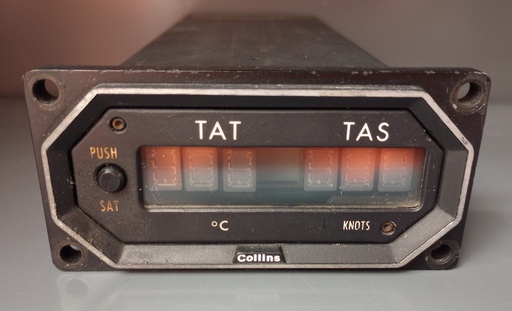 TAT TAS
PUSH
SAT
°C KNOTS
Collins